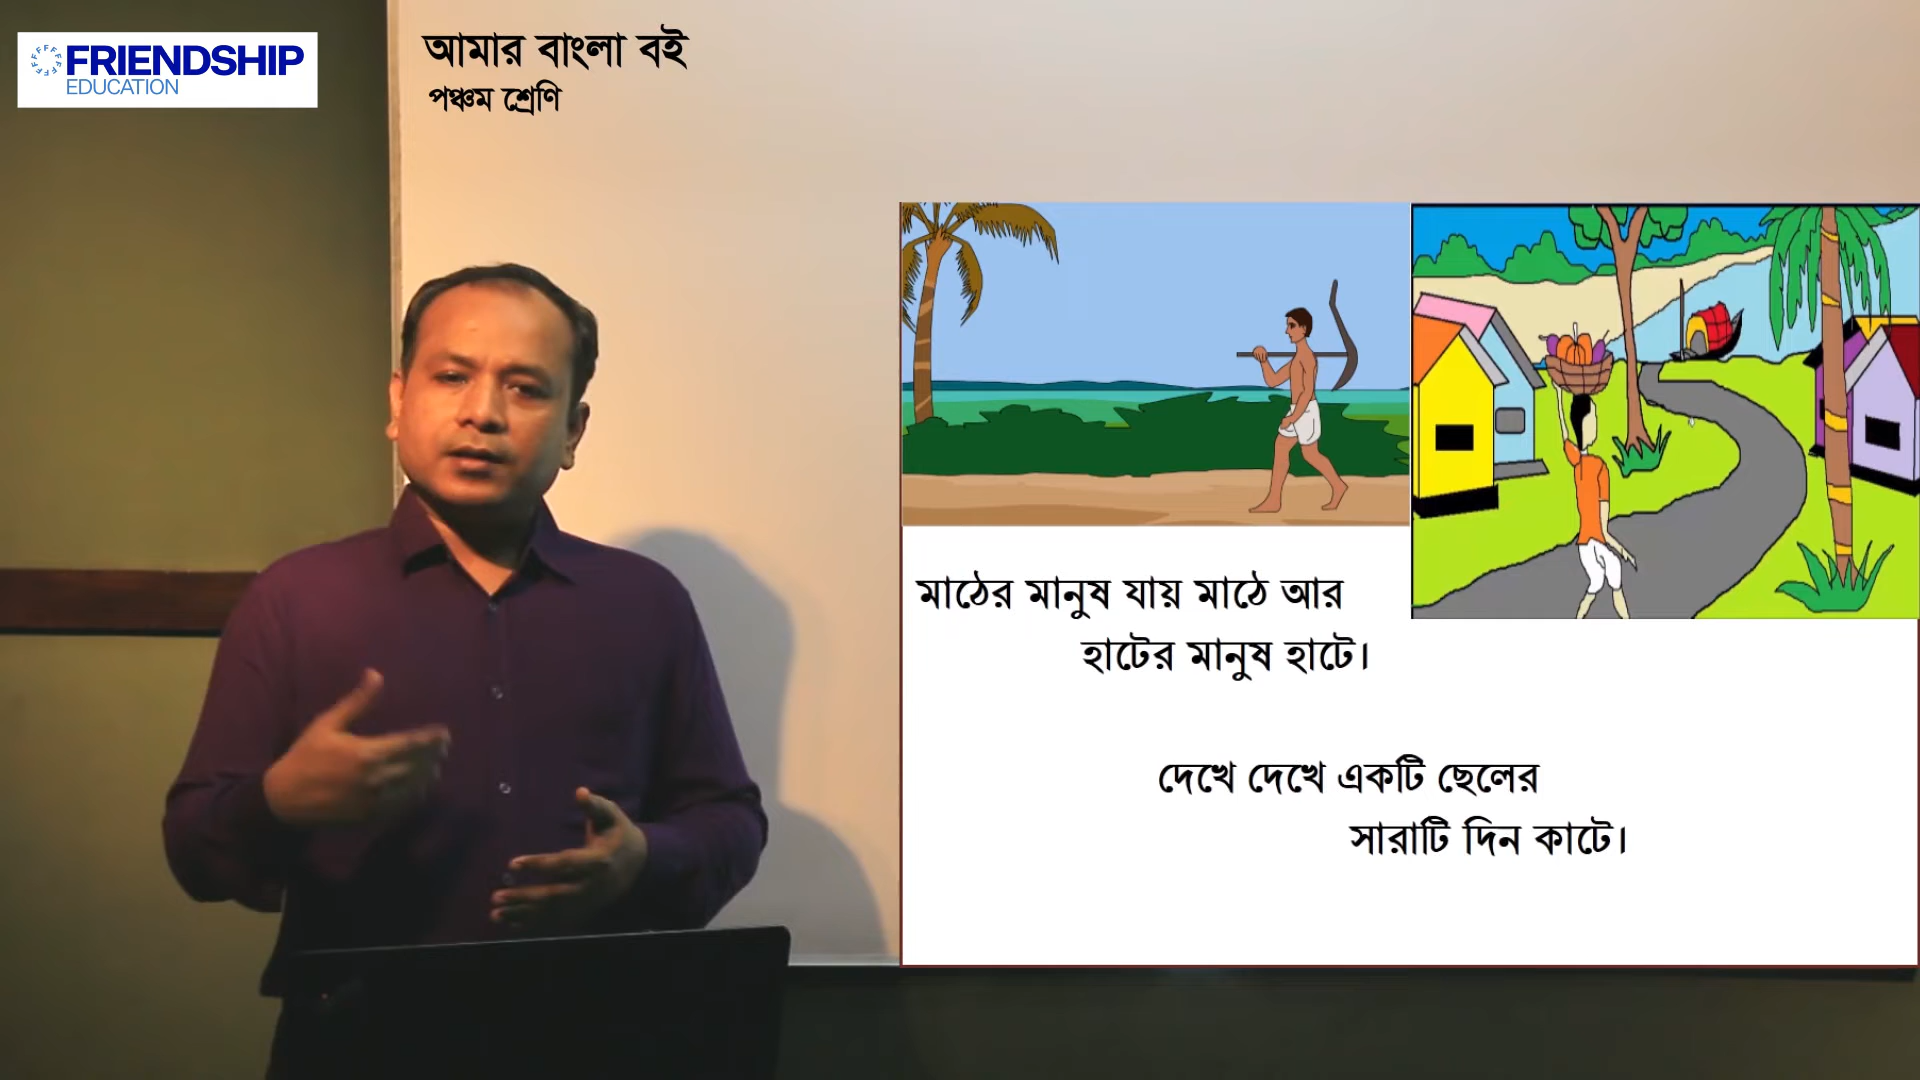 FRIENDSHIP
EDUCATION
আমার বাংলা বই
পঞ্চম শ্রেণি
মাঠের মানুষ যায় মাঠে আর
হাটের মানুষ হাটে।
দেখে দেখে একটি ছেলের
সারাটি দিন কাটে।